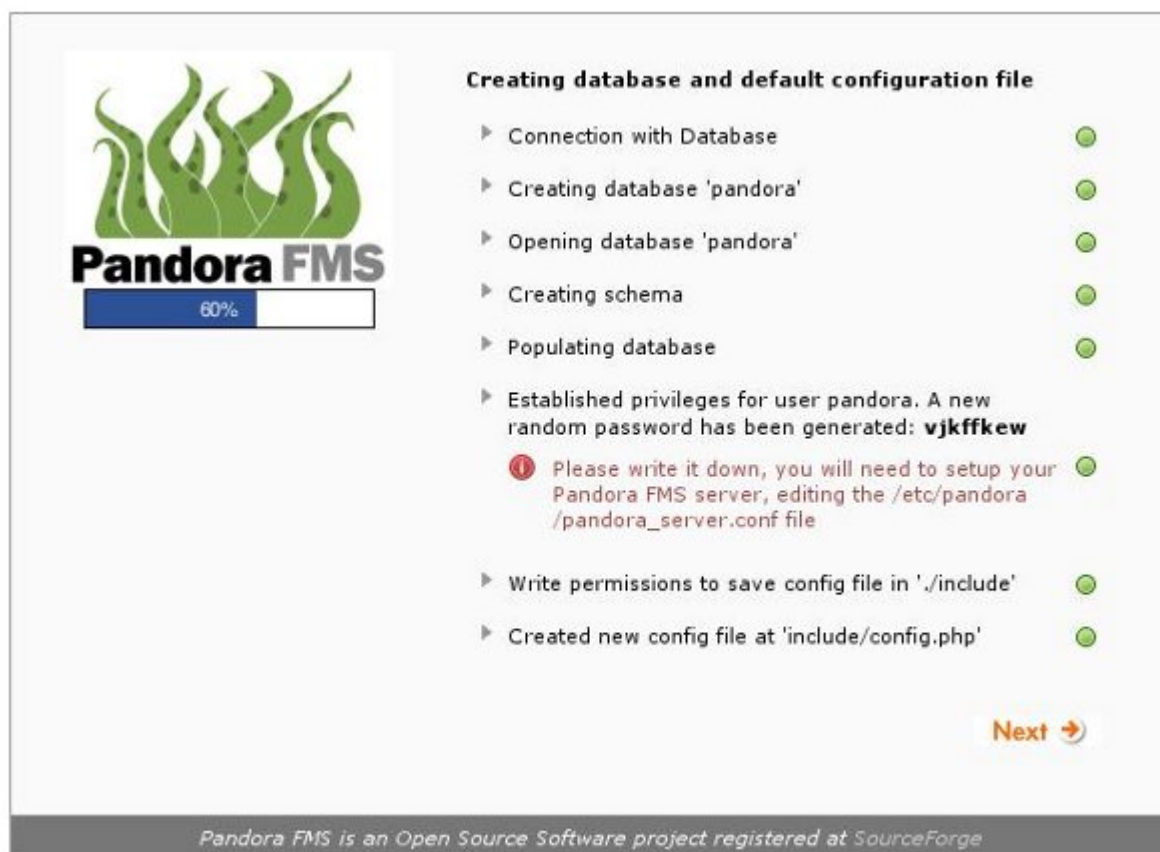 Creating database and default configuration file
Connection with Database
Creating database 'pandora'
Opening database 'pandora'
Creating schema
Populating database
Established privileges for user pandora. A new
random password has been generated: vjkffkew
Please write it down, you will need to setup your
Pandora FMS server, editing the /etc/pandora
/pandora_server.conf file
Write permissions to save config file in './include'
Created new config file at 'include/config.php'
Pandora FMS
60%
Next
Pandora FMS is an Open Source Software project registered at SourceForge